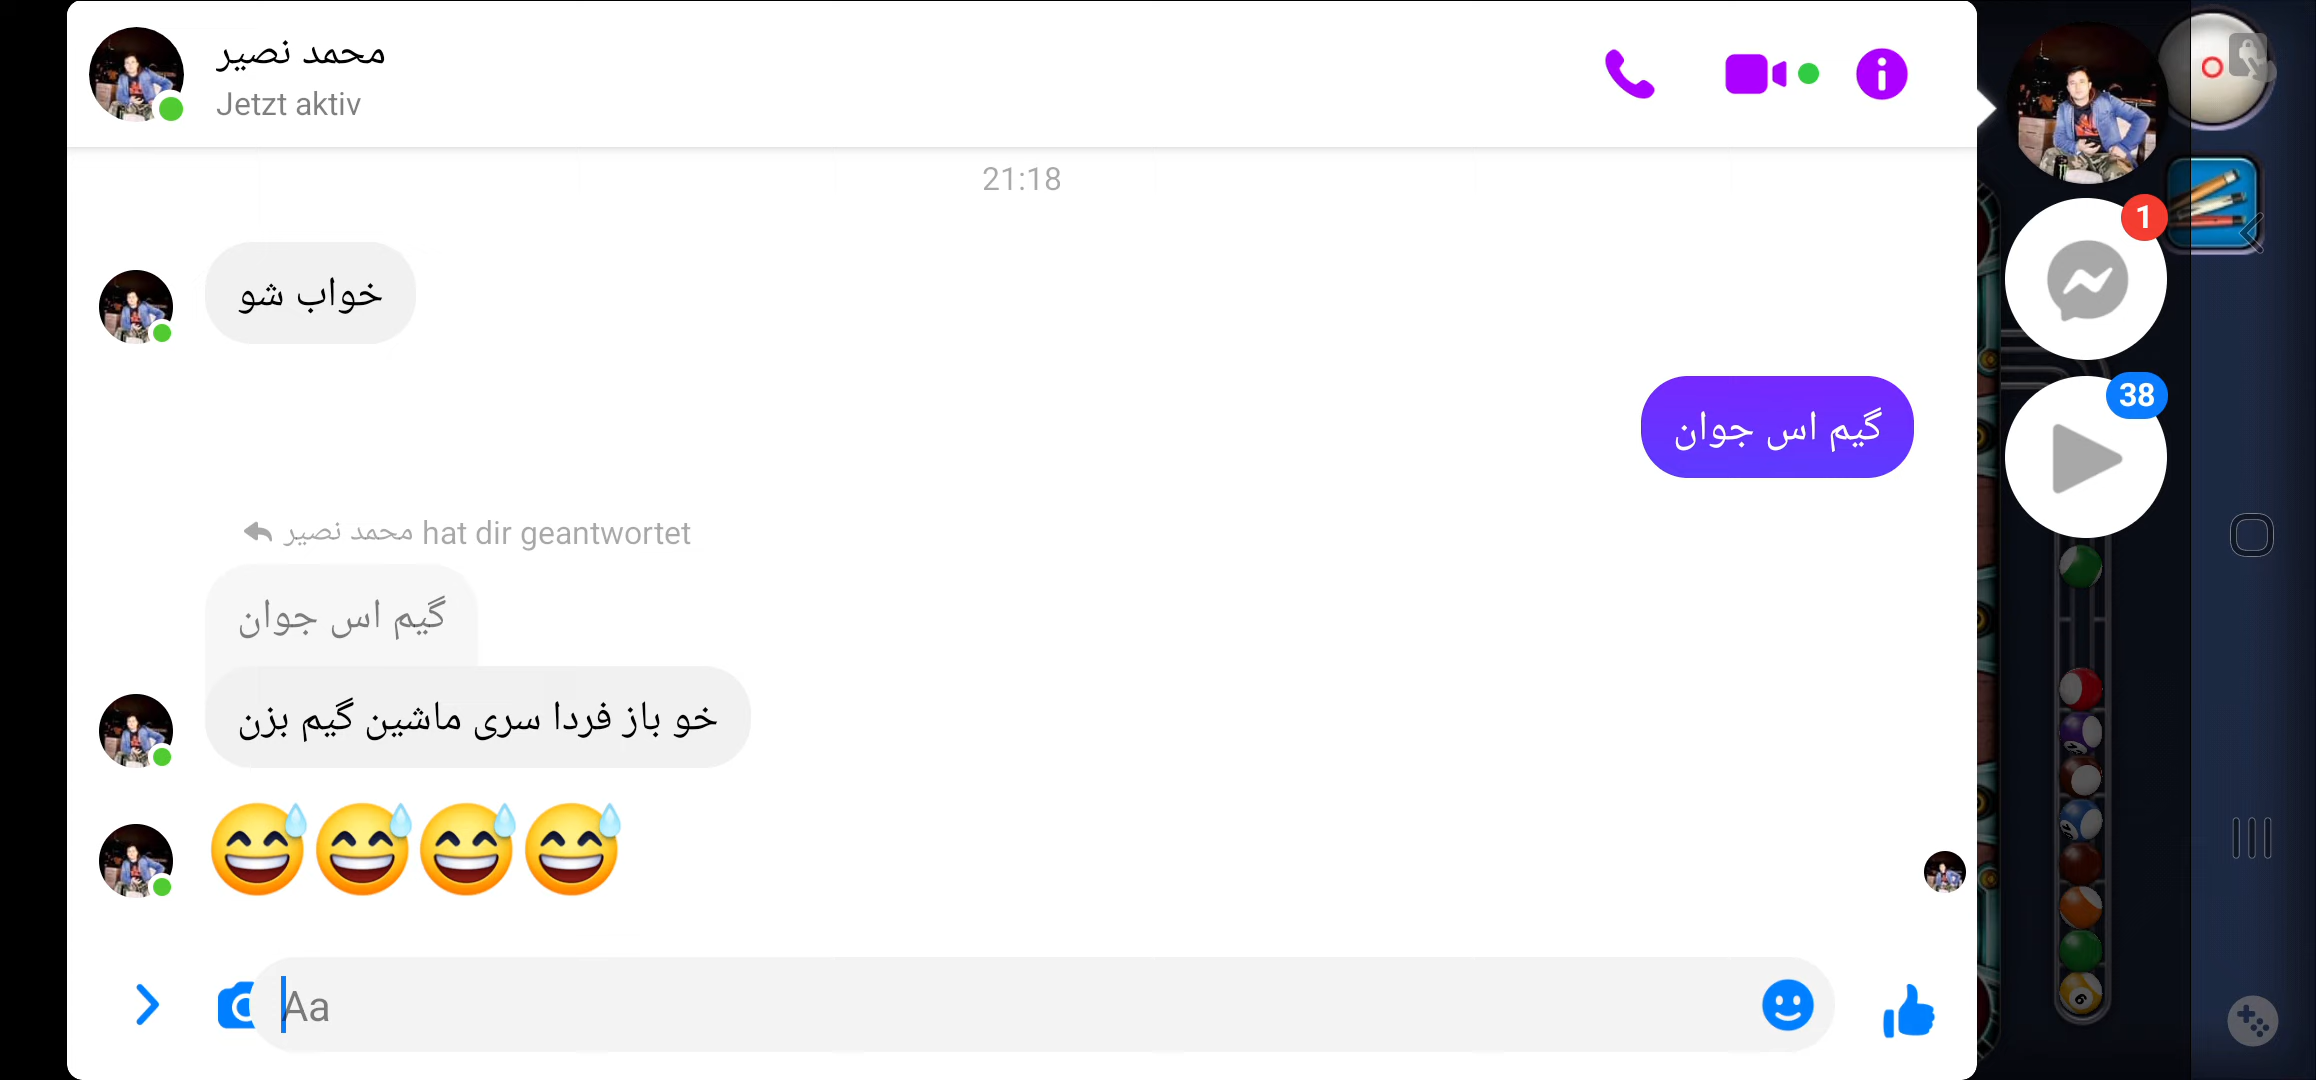 محمد نصیر
Jetzt aktiv
21:18
خواب شو
گیم اس جوان
محمد نصیر hat dir geantwortet
گیم اس جوان
خو باز فردا سری ماشین گیم بزن
😅😅😅😅
Aa
1
38
6